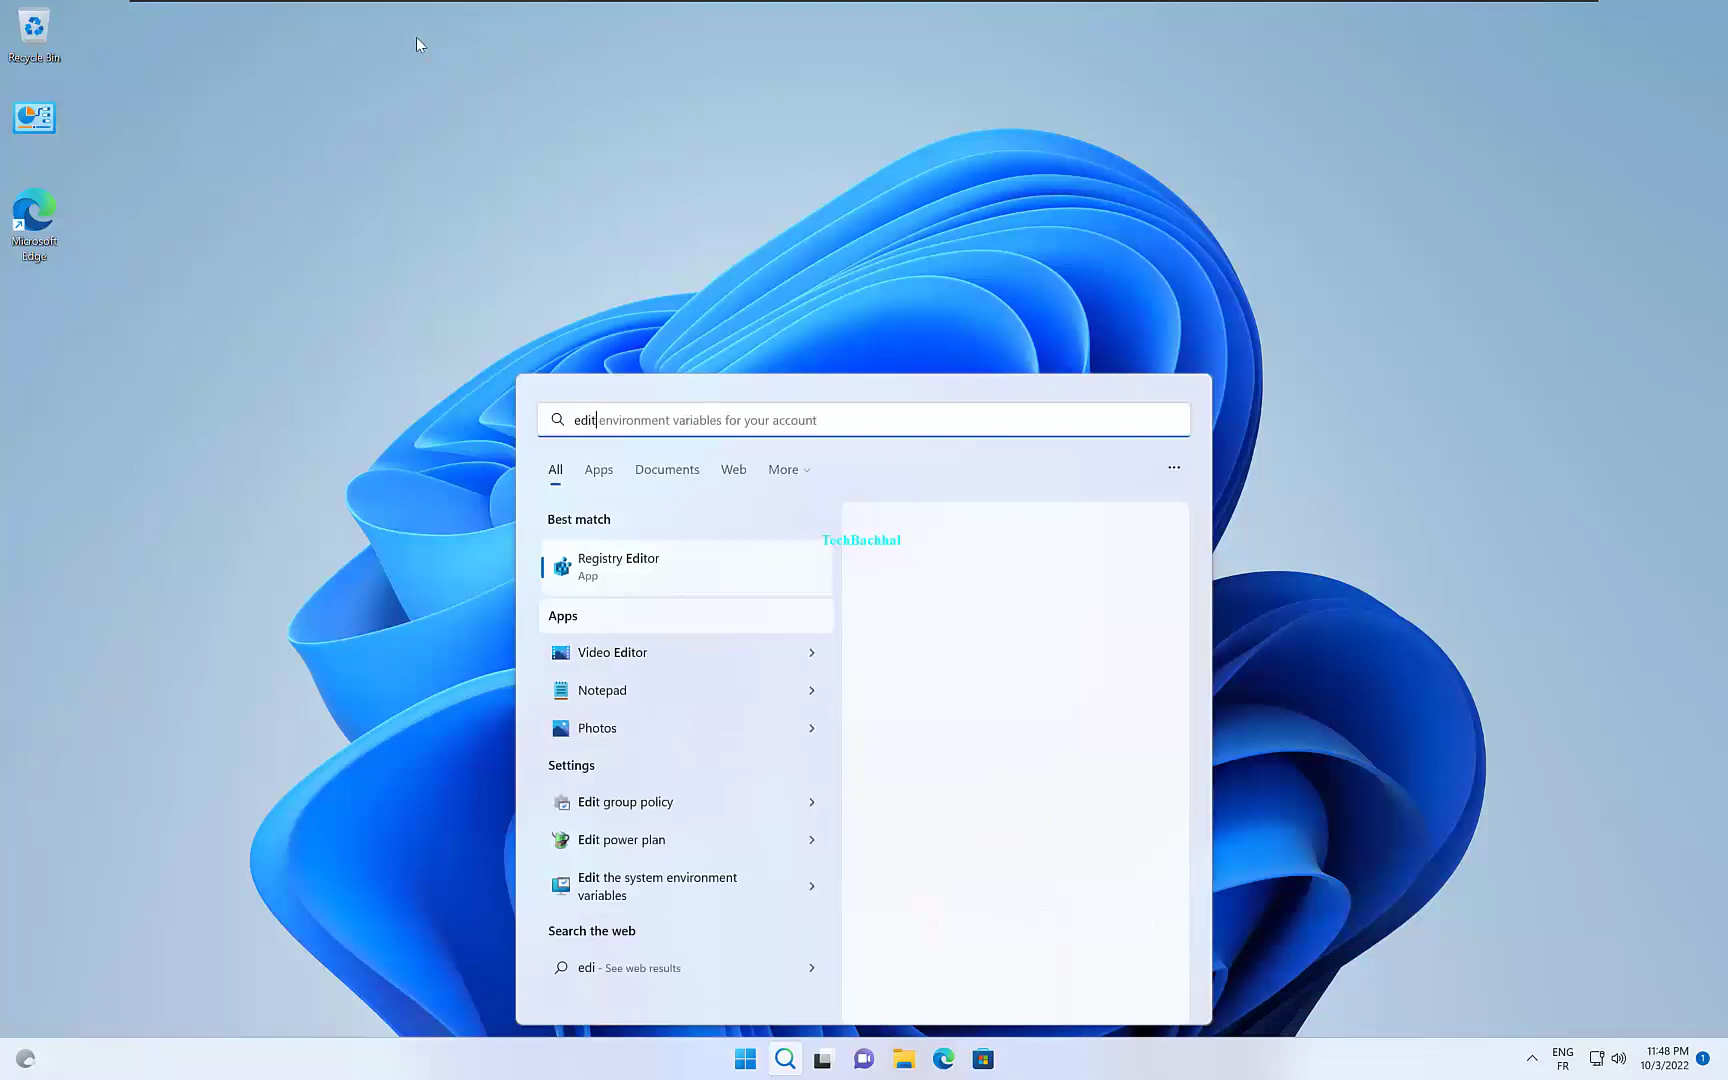 Recycle Bin
Microsoft
Edge
edit environment variables for your account
All Apps Documents Web More
Best match
TechBachhal
Registry Editor
App
Apps
Video Editor
Notepad
Photos
Settings
Edit group policy
Edit power plan
Edit the system environment
variables
Search the web
edi - See web results
ENG
FR
11:48 PM
10/3/2022
1